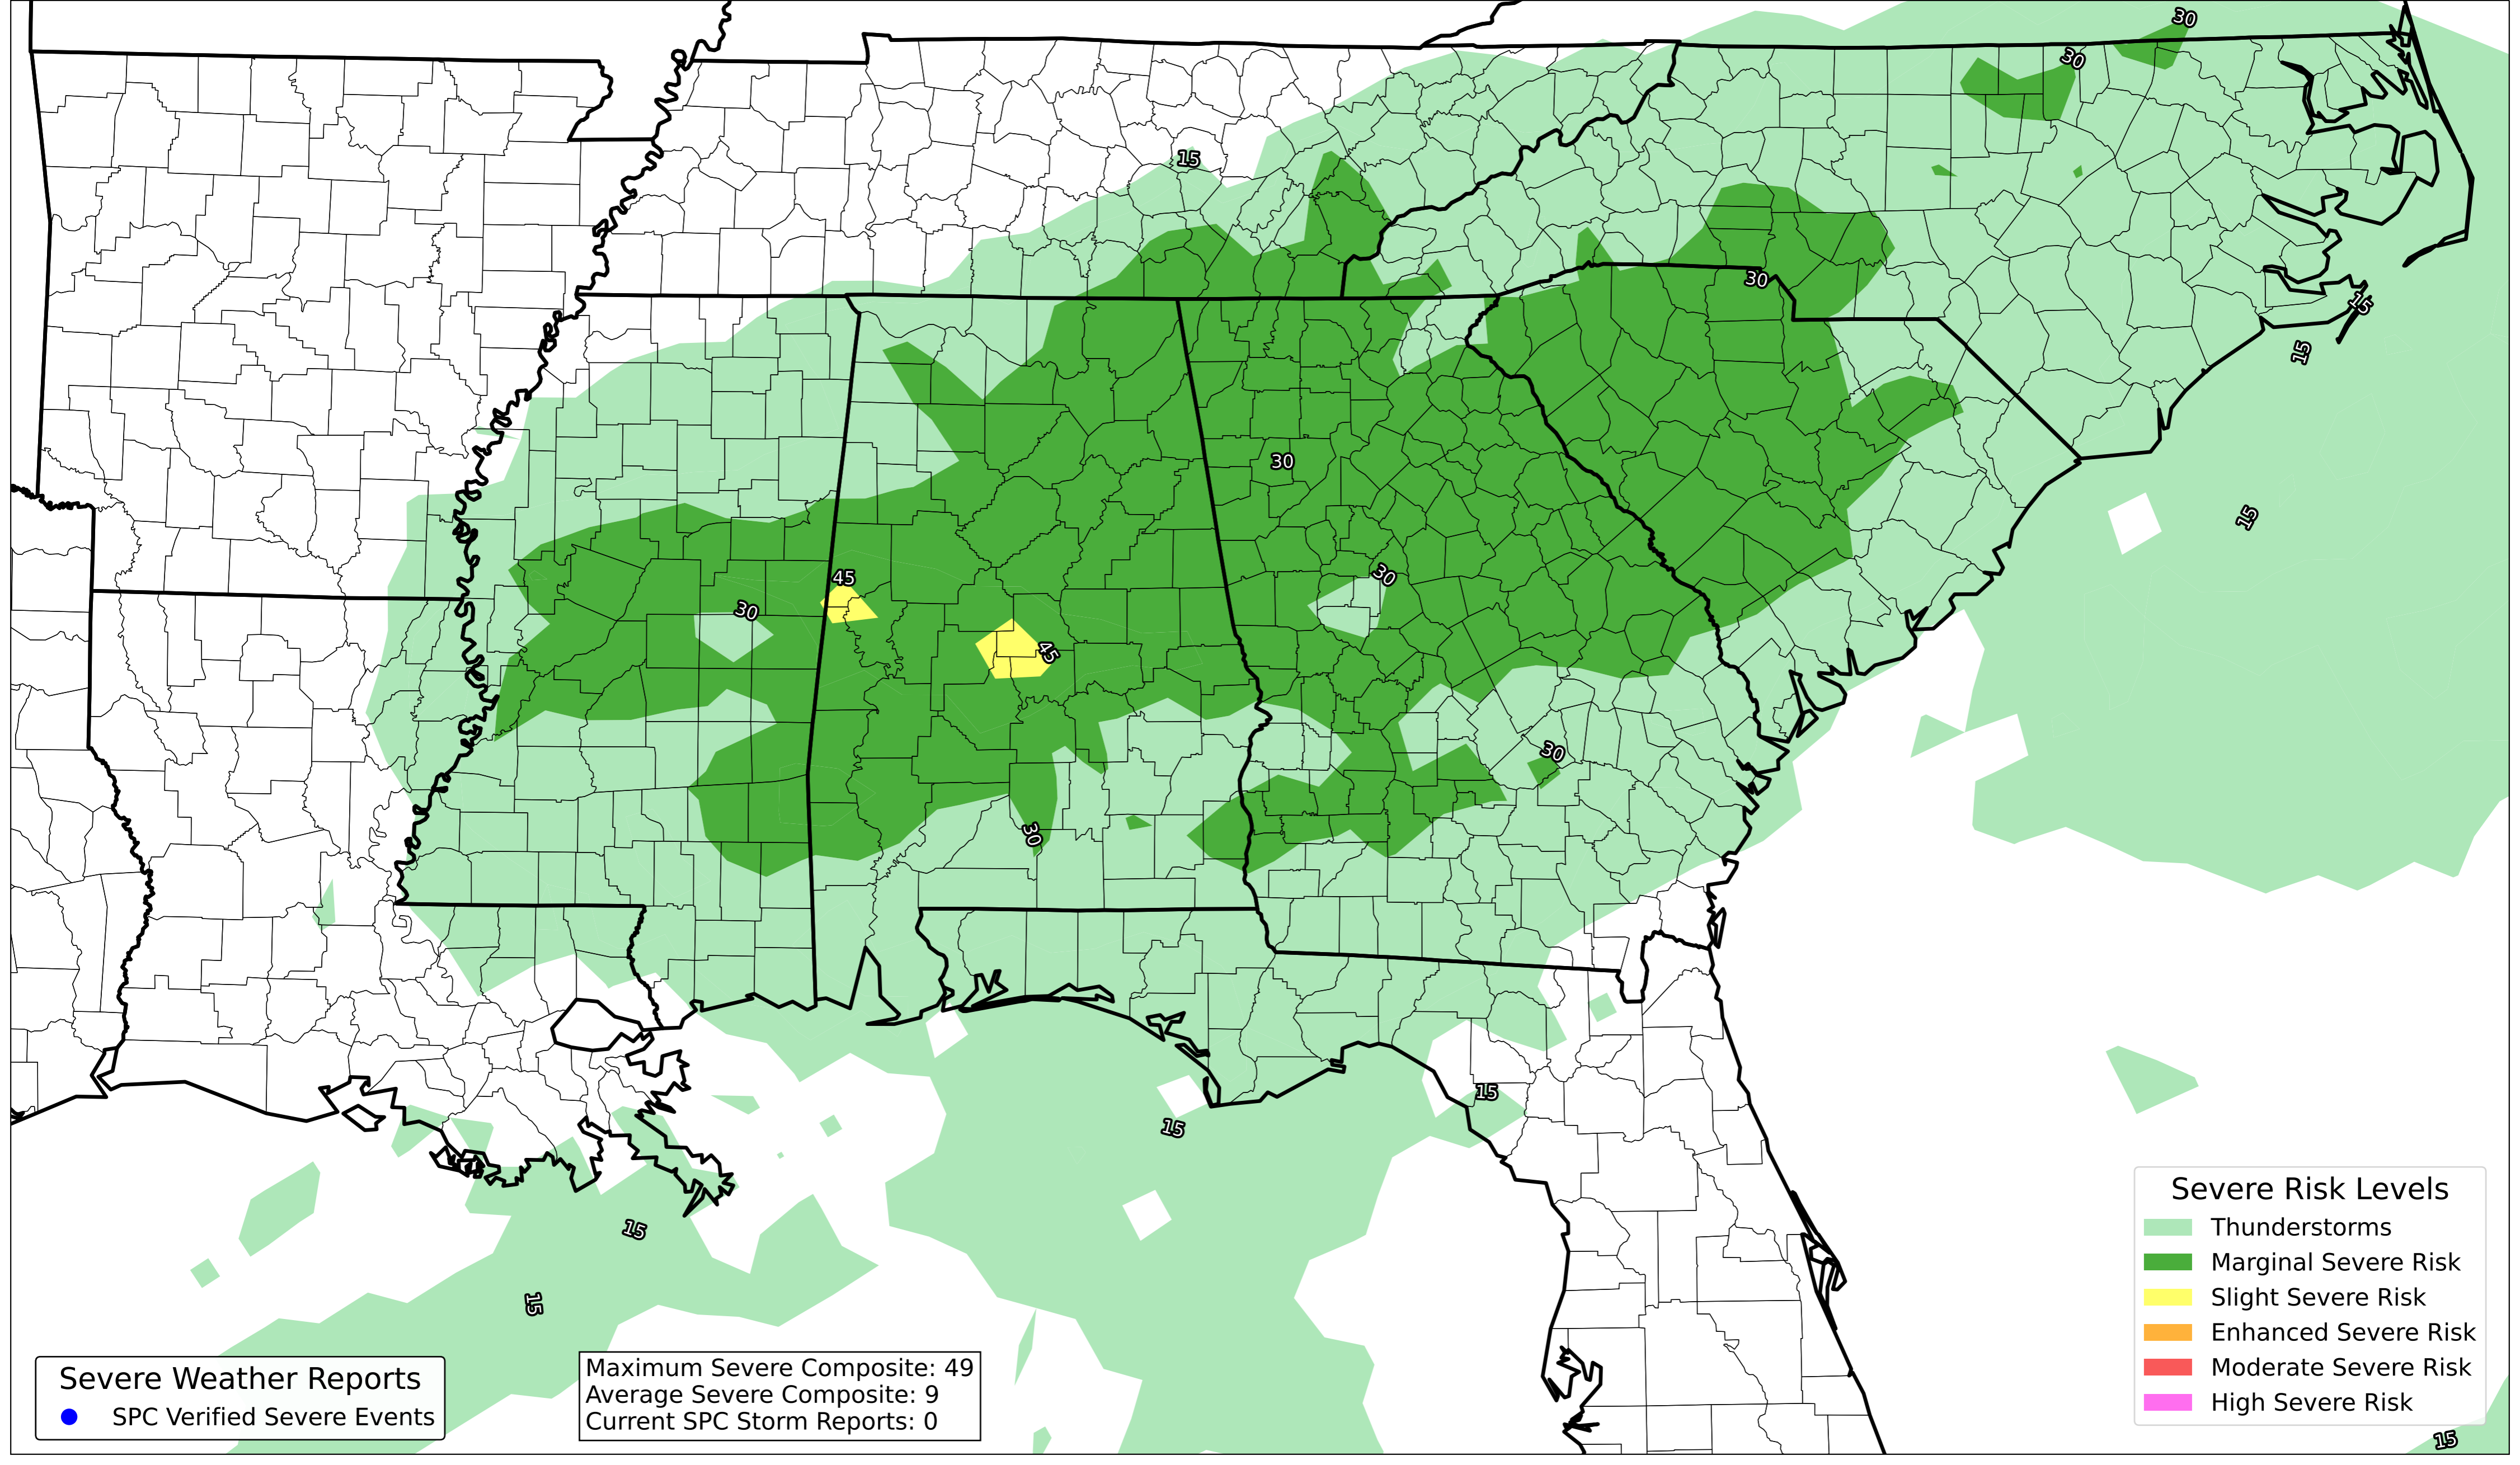 30
30
15
30
15
15
30
15
45
30
30
45
30
30
15
15
15
15
Severe Risk Levels
Thunderstorms
Marginal Severe Risk
Slight Severe Risk
Enhanced Severe Risk
Moderate Severe Risk
High Severe Risk
Severe Weather Reports
SPC Verified Severe Events
Maximum Severe Composite: 49
Average Severe Composite: 9
Current SPC Storm Reports: 0
15